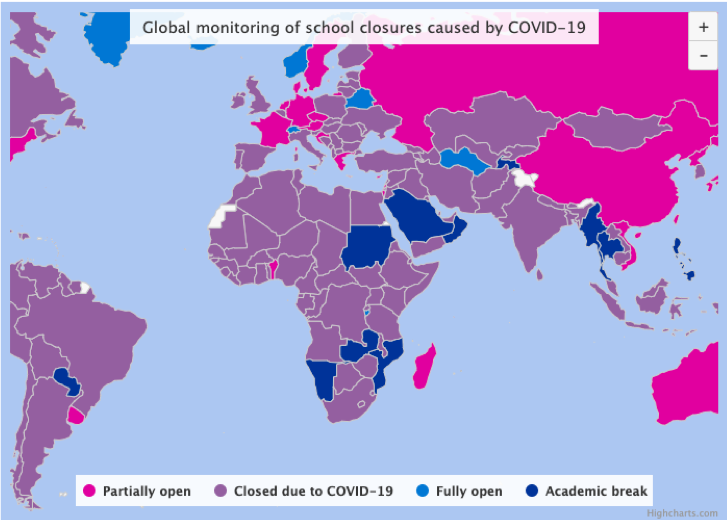 Global monitoring of school closures caused by COVID-19
+
−
Partially open
Closed due to COVID-19
Fully open
Academic break
Highcharts.com